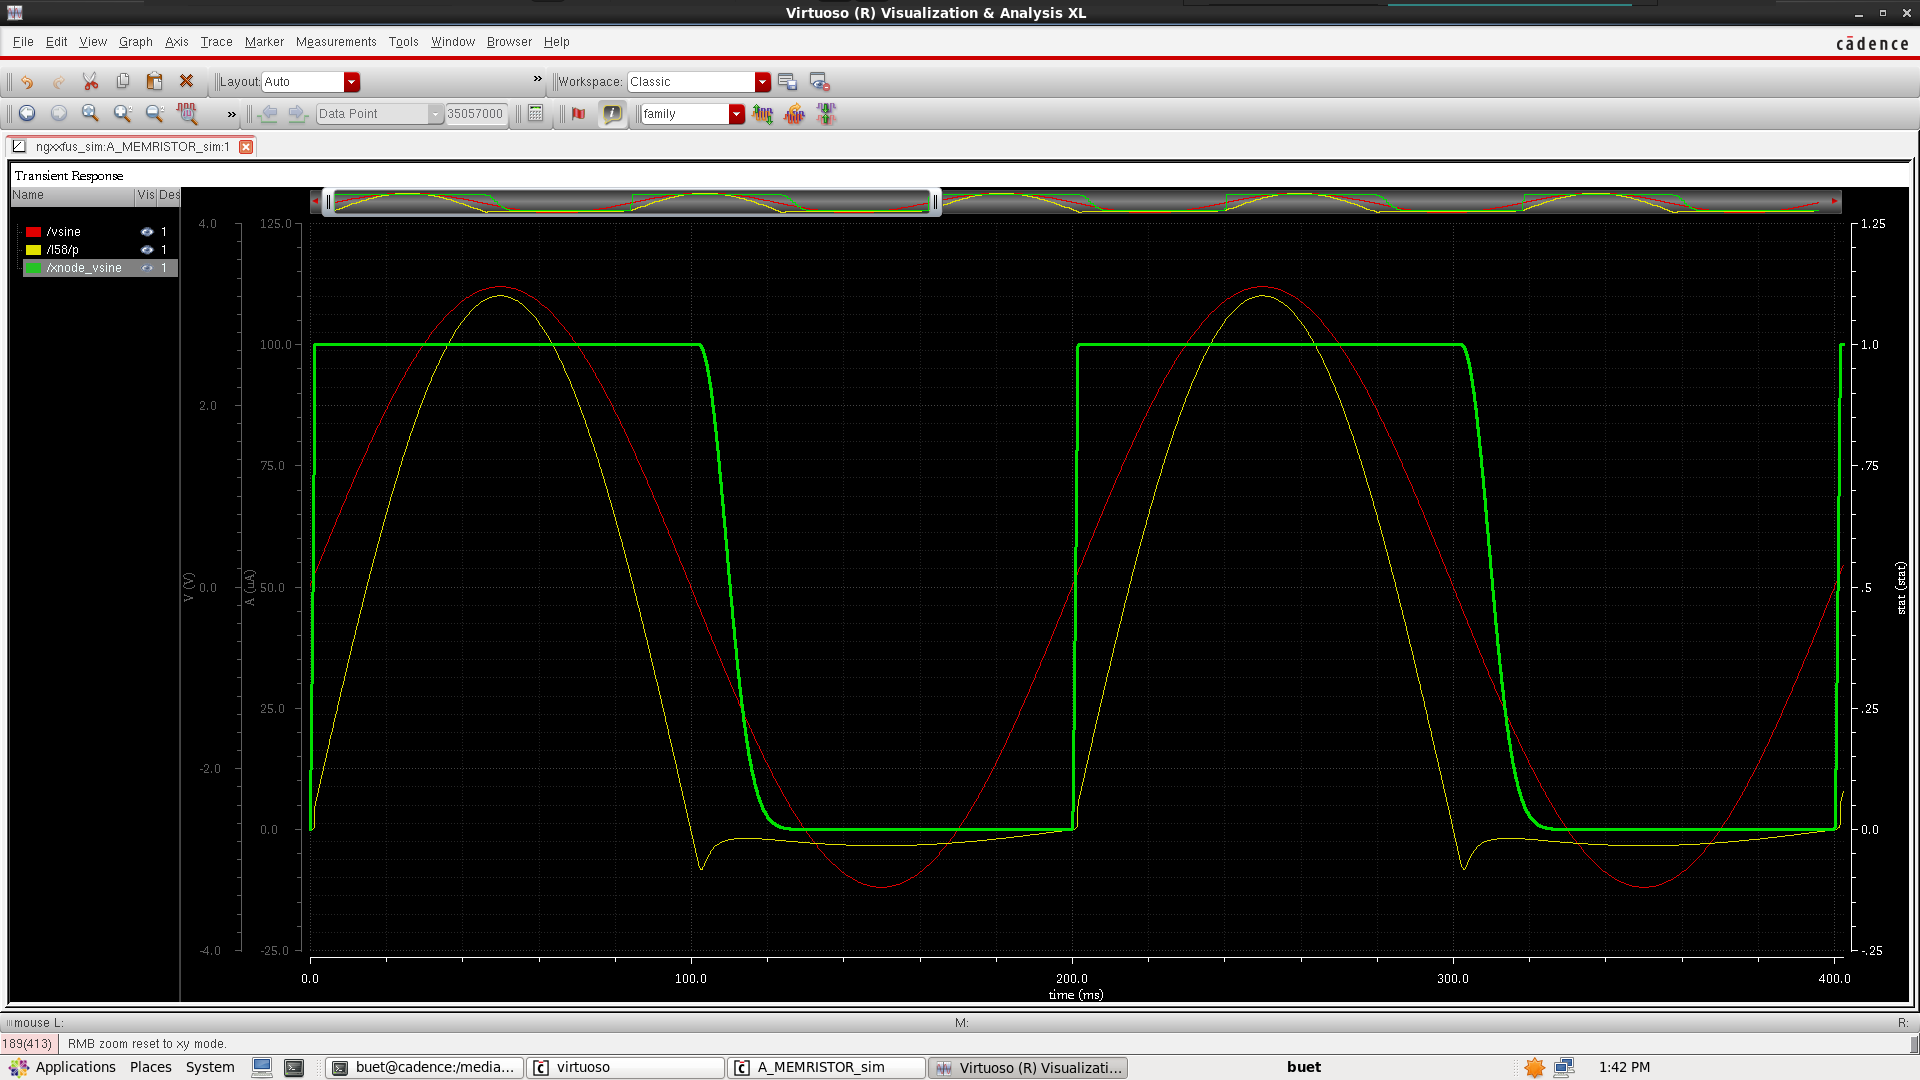 Virtuoso (R) Visualization & Analysis XL
File Edit View Graph Axis Trace Marker Measurements Tools Window Browser Help
cādence
Layout: Auto » Workspace: Classic
» Data Point 35057000 family
ngxxfus_sim:A_MEMRISTOR_sim:1
Transient Response
Name Vis Des
/vsine 1
/I58/p 1
/xnode_vsine 1
4.0 125.0 1.25
100.0 1.0
2.0
75.0 .75
V (V) 0.0 A (uA) 50.0 .5 stat (stat)
25.0 .25
-2.0
0.0 0.0
-4.0 -25.0 -.25
0.0 100.0 200.0 300.0 400.0
time (ms)
mouse L: M: R:
189(413) RMB zoom reset to xy mode.
Applications Places System buet@cadence:/media... virtuoso A_MEMRISTOR_sim Virtuoso (R) Visualizati... buet 1:42 PM